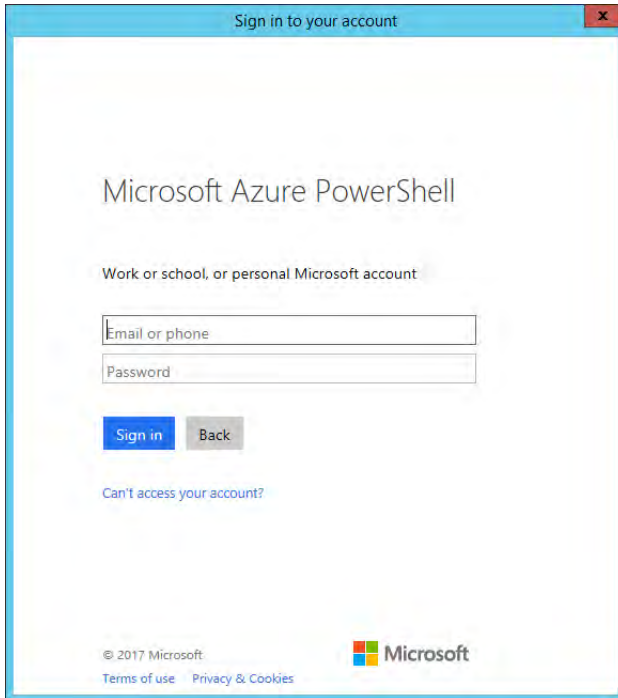 Sign in to your account
x
Microsoft Azure PowerShell
Work or school, or personal Microsoft account
Email or phone
Password
Sign in Back
Can't access your account?
© 2017 Microsoft
Microsoft
Terms of use Privacy & Cookies